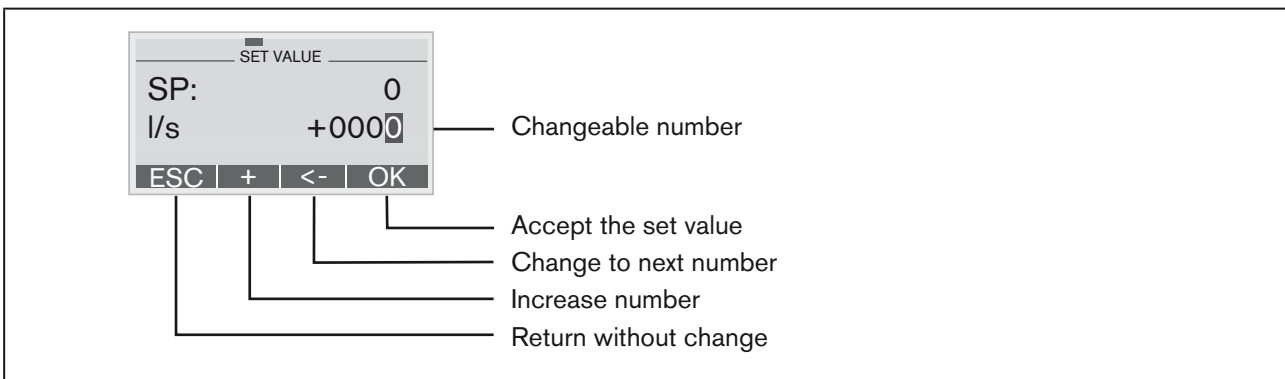 SET VALUE
SP: 0
l/s +0000
Changeable number
ESC + <- OK
Accept the set value
Change to next number
Increase number
Return without change